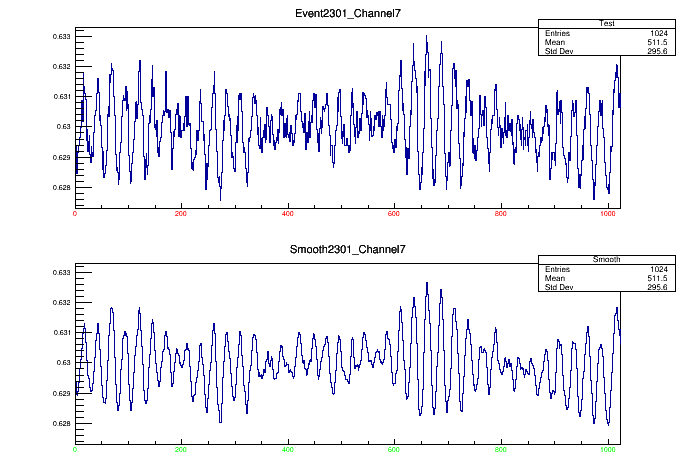 Event2301_Channel7
Test
Entries 1024
Mean 511.5
Std Dev 295.6
0.633
0.632
0.631
0.63
0.629
0.628
0 200 400 600 800 1000
Smooth2301_Channel7
Smooth
Entries 1024
Mean 511.5
Std Dev 295.6
0.633
0.632
0.631
0.63
0.629
0.628
0 200 400 600 800 1000